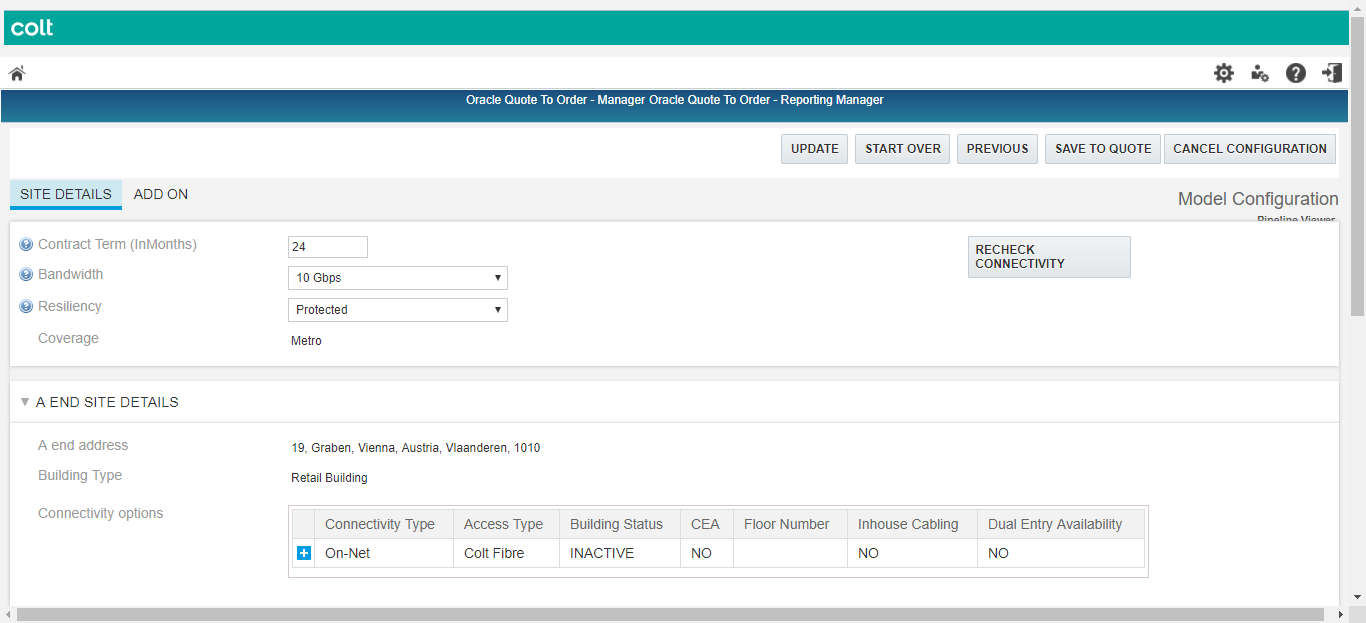 colt
Oracle Quote To Order - Manager Oracle Quote To Order - Reporting Manager
UPDATE START OVER PREVIOUS SAVE TO QUOTE CANCEL CONFIGURATION
SITE DETAILS ADD ON
Model Configuration
Pipeline Viewer
Contract Term (InMonths) 24
RECHECK
CONNECTIVITY
Bandwidth 10 Gbps
Resiliency Protected
Coverage Metro
A END SITE DETAILS
A end address 19, Graben, Vienna, Austria, Vlaanderen, 1010
Building Type Retail Building
Connectivity options
Connectivity Type Access Type Building Status CEA Floor Number Inhouse Cabling Dual Entry Availability
On-Net Colt Fibre INACTIVE NO NO NO